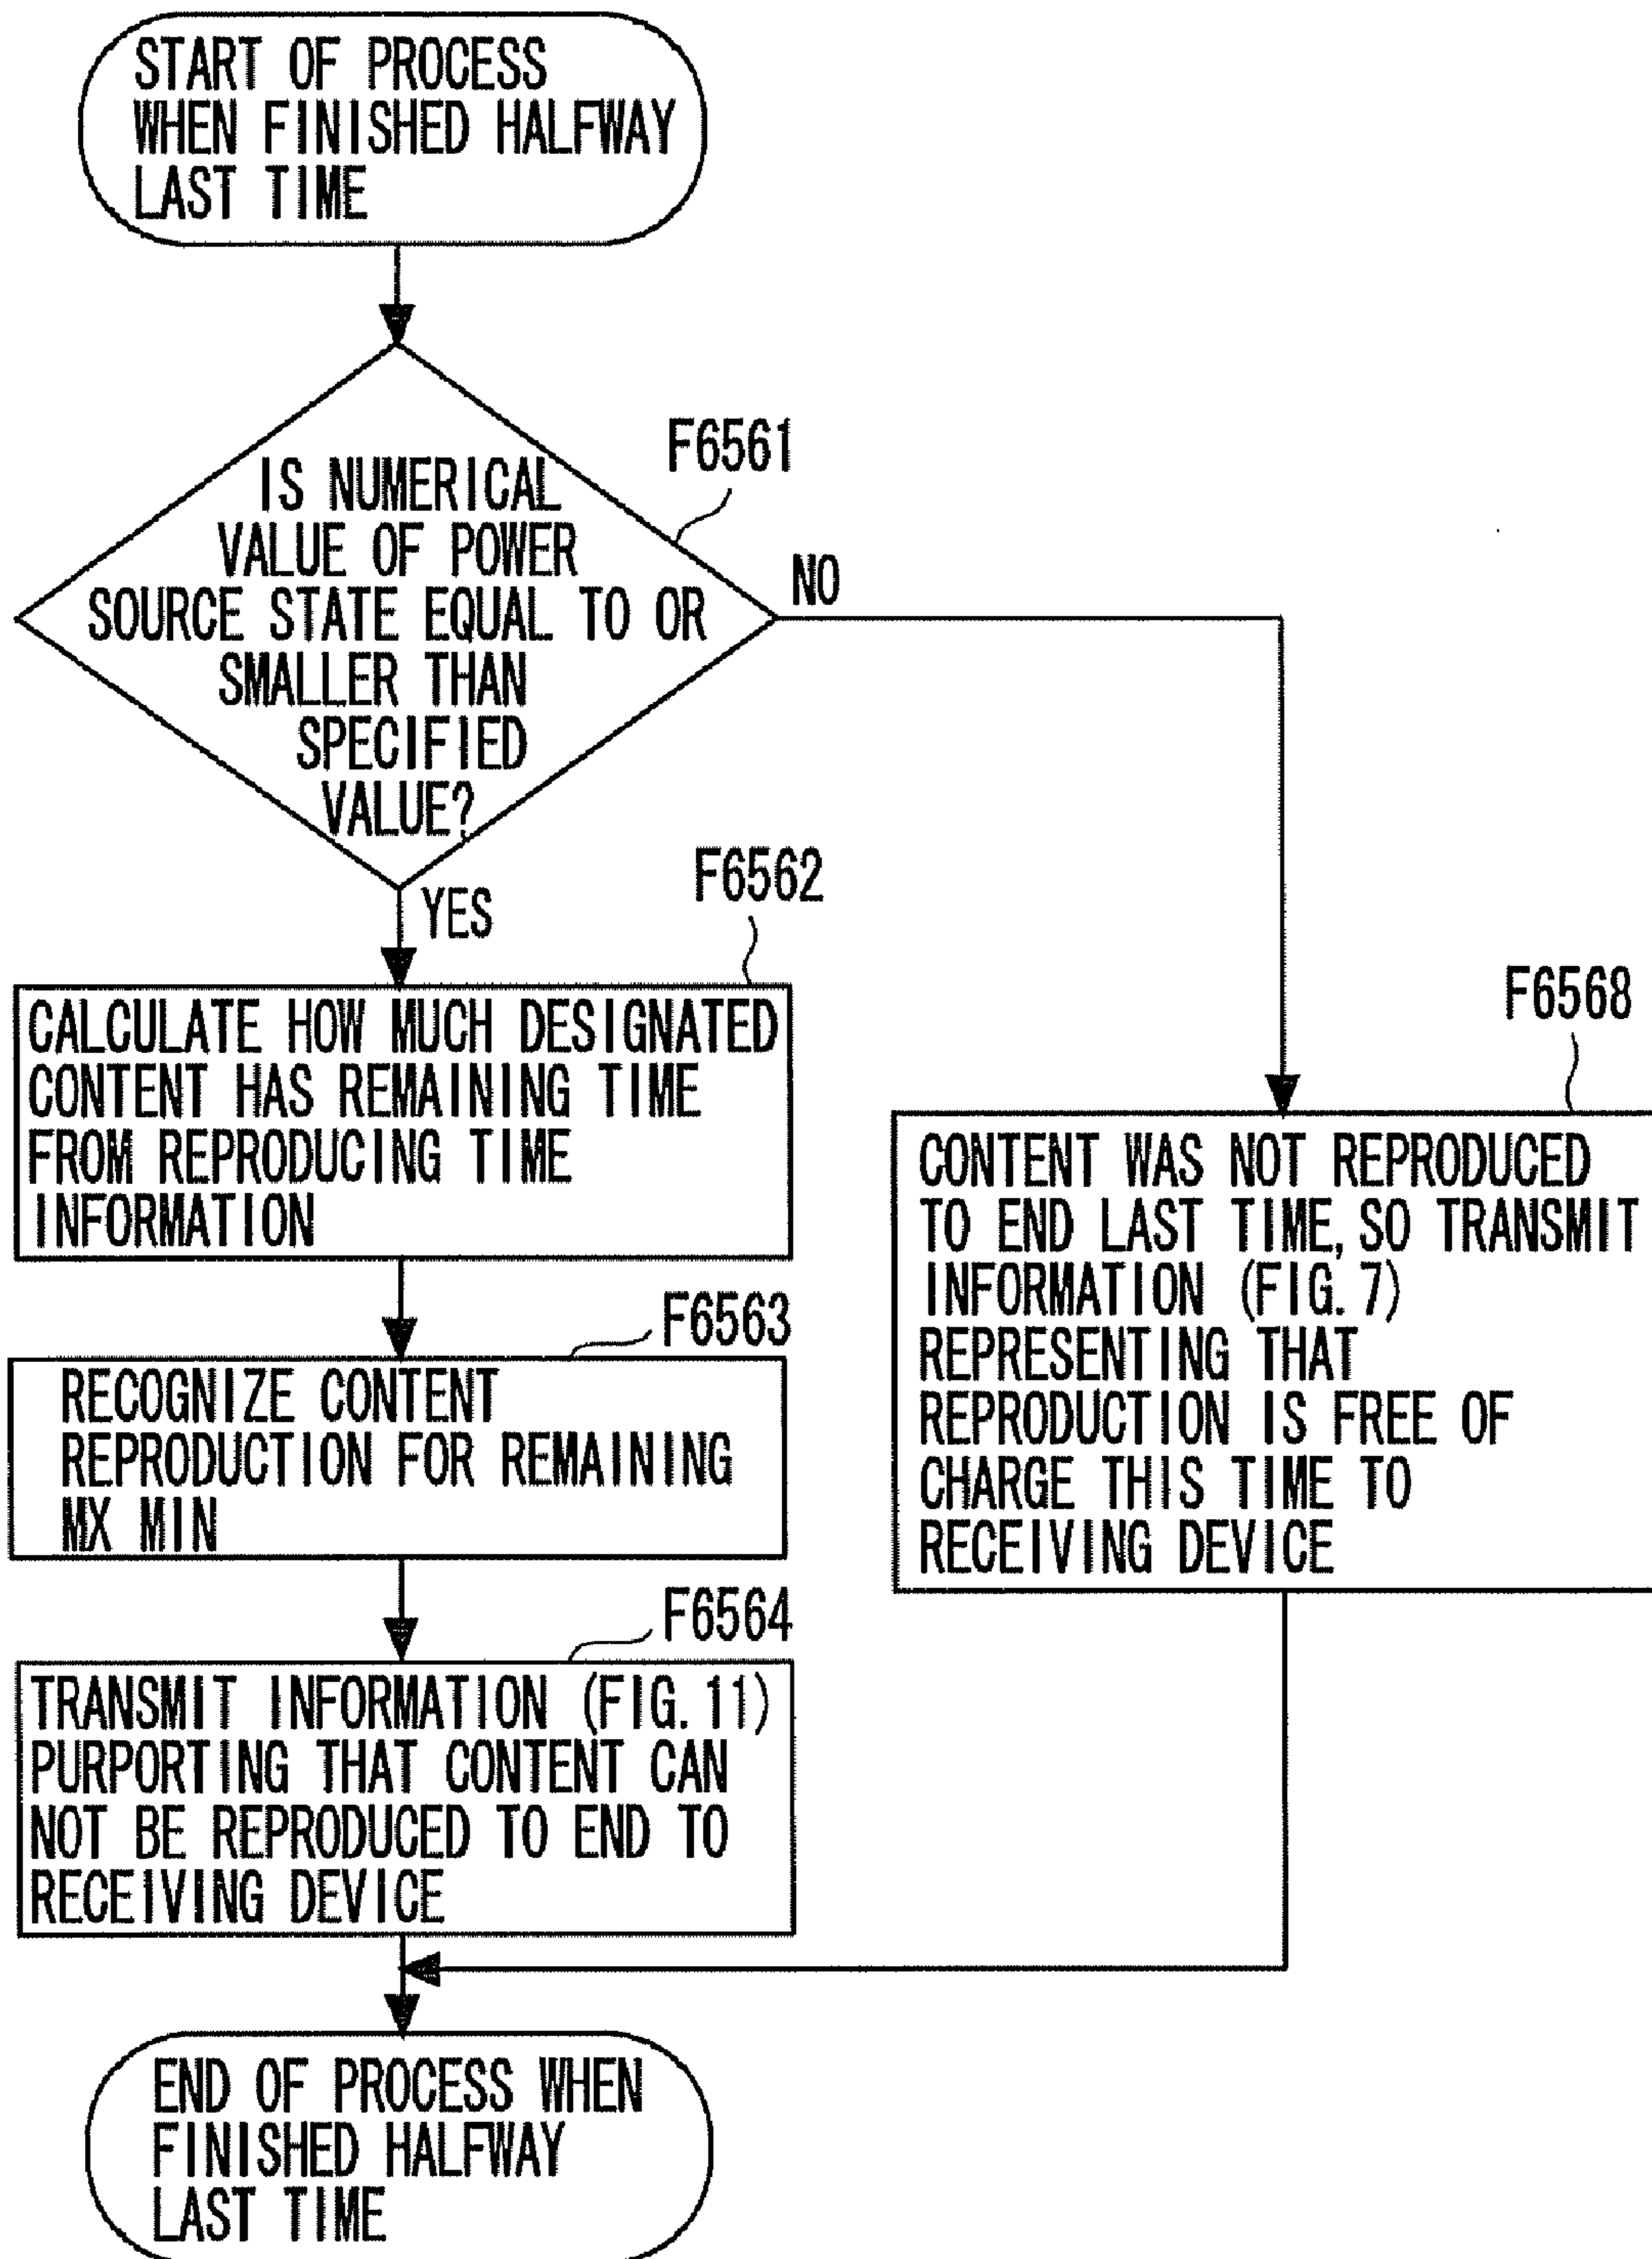 START OF PROCESS
WHEN FINISHED HALFWAY
LAST TIME
F6561
IS NUMERICAL
VALUE OF POWER
SOURCE STATE EQUAL TO OR
SMALLER THAN
SPECIFIED
VALUE?
NO
YES
F6562
CALCULATE HOW MUCH DESIGNATED
CONTENT HAS REMAINING TIME
FROM REPRODUCING TIME
INFORMATION
F6563
RECOGNIZE CONTENT
REPRODUCTION FOR REMAINING
MX MIN
F6564
TRANSMIT INFORMATION (FIG. 11)
PURPORTING THAT CONTENT CAN
NOT BE REPRODUCED TO END TO
RECEIVING DEVICE
F6568
CONTENT WAS NOT REPRODUCED
TO END LAST TIME, SO TRANSMIT
INFORMATION (FIG. 7)
REPRESENTING THAT
REPRODUCTION IS FREE OF
CHARGE THIS TIME TO
RECEIVING DEVICE
END OF PROCESS WHEN
FINISHED HALFWAY
LAST TIME